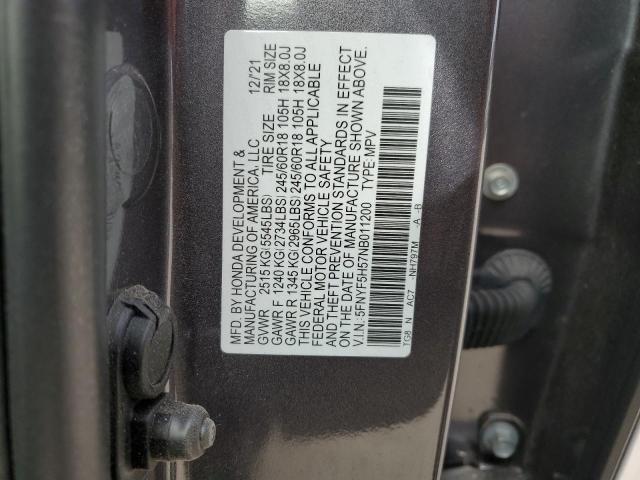 MFD. BY HONDA DEVELOPMENT &
MANUFACTURING OF AMERICA, LLC 12/21
GVWR 2515 KG(5545LBS) TIRE SIZE RIM SIZE
GAWR F 1240 KG(2734LBS) 245/60R18 105H 18X8.0J
GAWR R 1345 KG(2965LBS) 245/60R18 105H 18X8.0J
THIS VEHICLE CONFORMS TO ALL APPLICABLE
FEDERAL MOTOR VEHICLE SAFETY
AND THEFT PREVENTION STANDARDS IN EFFECT
ON THE DATE OF MANUFACTURE SHOWN ABOVE.
V.I.N.: 5FNYF5H57NB011200 TYPE: MPV
TG8 N AC7 NH797M -A -B